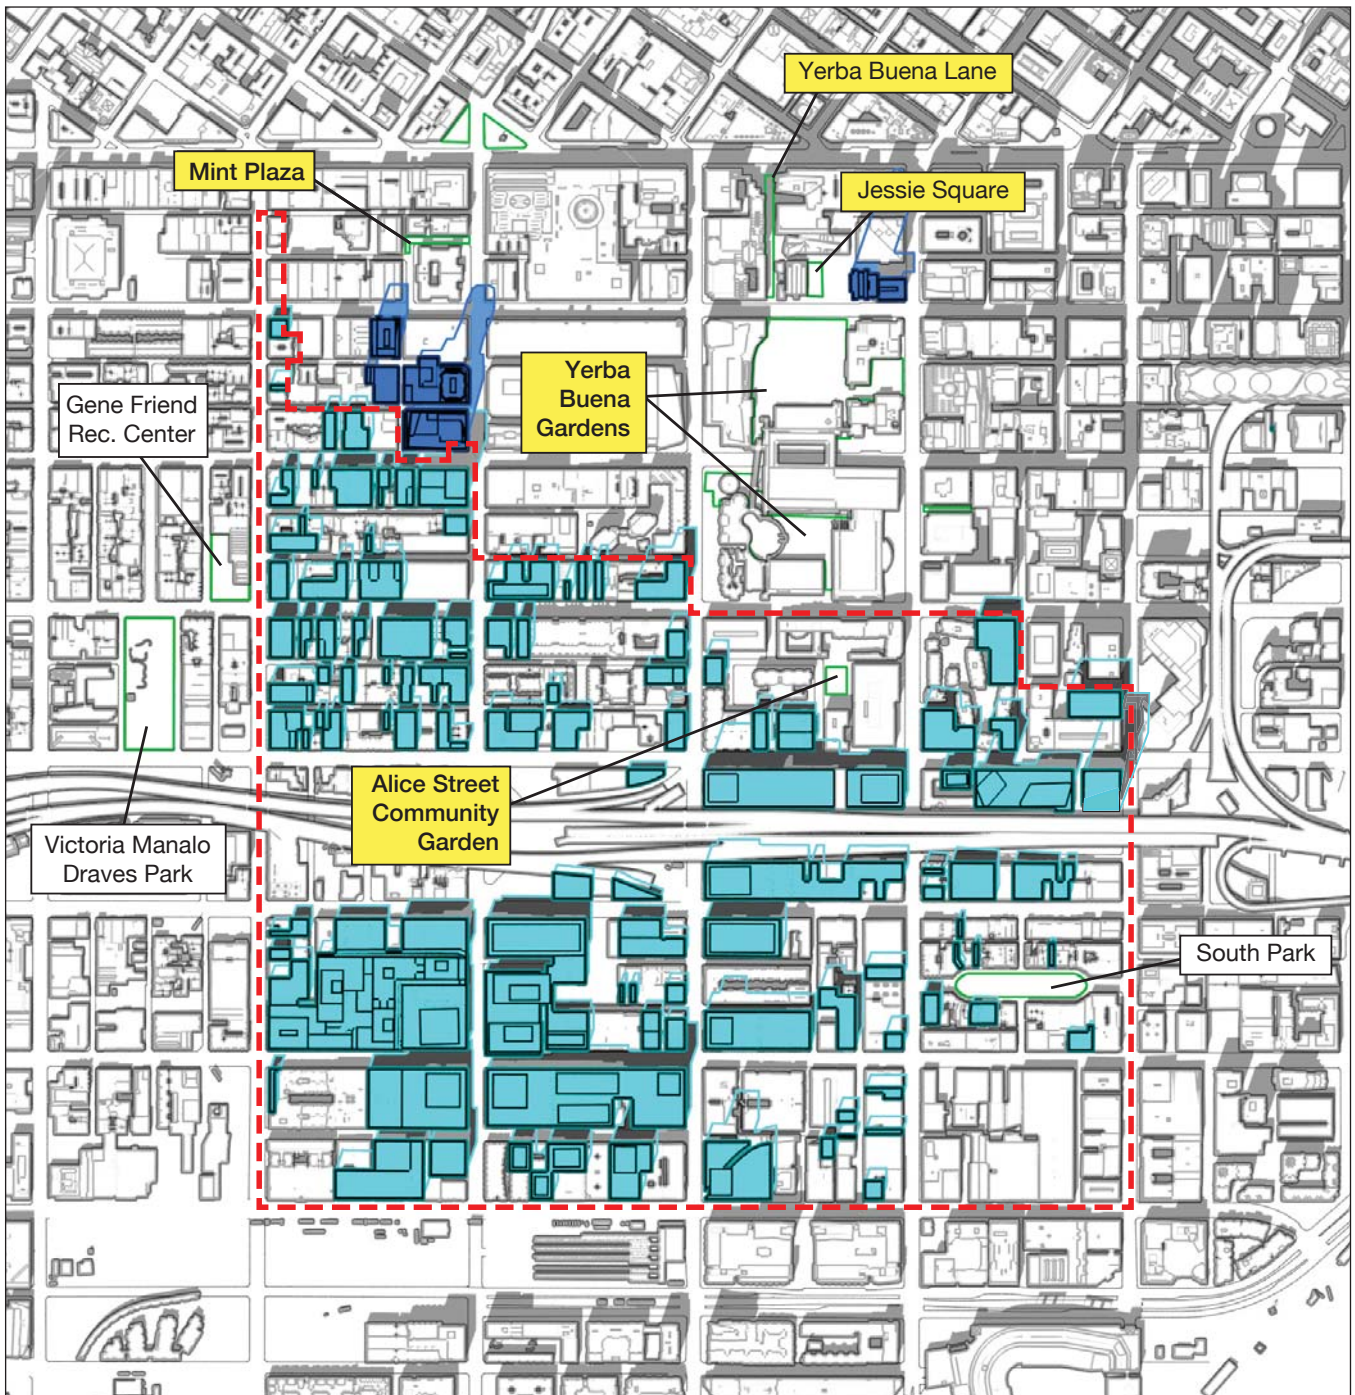 Yerba Buena Lane
Mint Plaza
Jessie Square
Yerba
Buena
Gardens
Gene Friend
Rec. Center
Alice Street
Community
Garden
Victoria Manalo
Draves Park
South Park